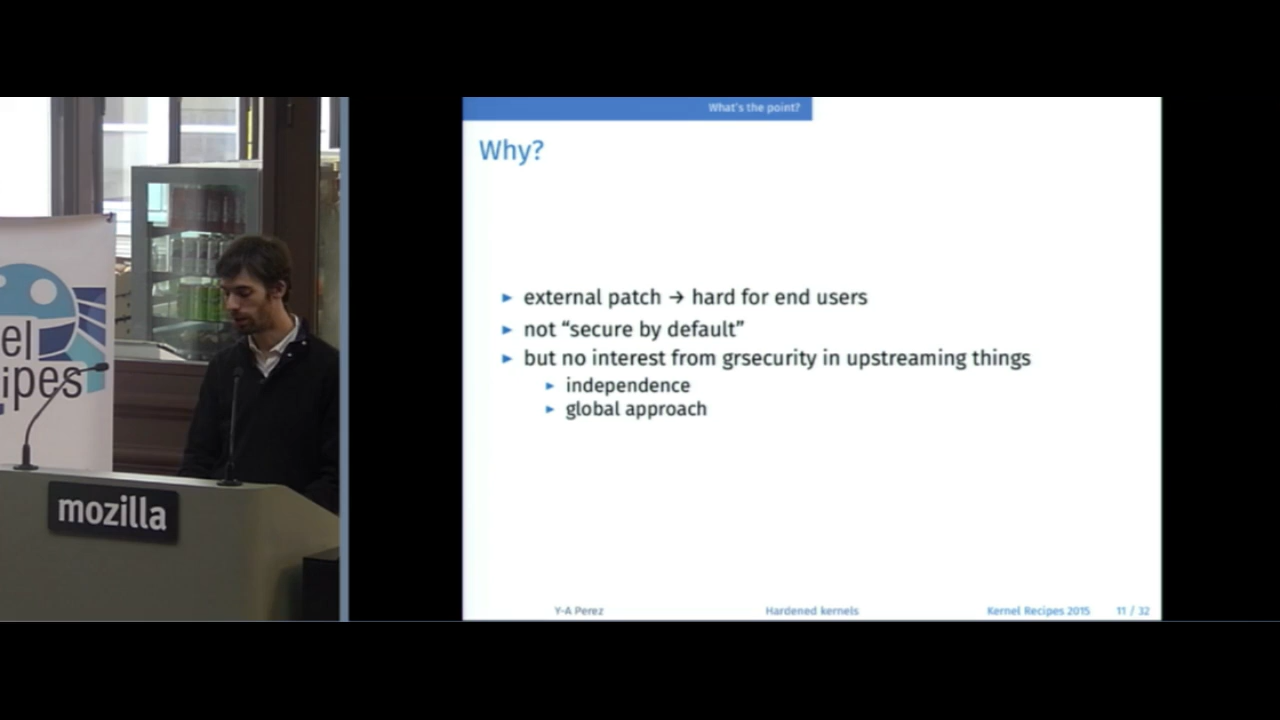 What's the point?
Why?
external patch → hard for end users
not “secure by default”
but no interest from grsecurity in upstreaming things
independence
global approach
Y-A Perez
Hardened kernels
Kernel Recipes 2015
11 / 32
el
ipes
mozilla